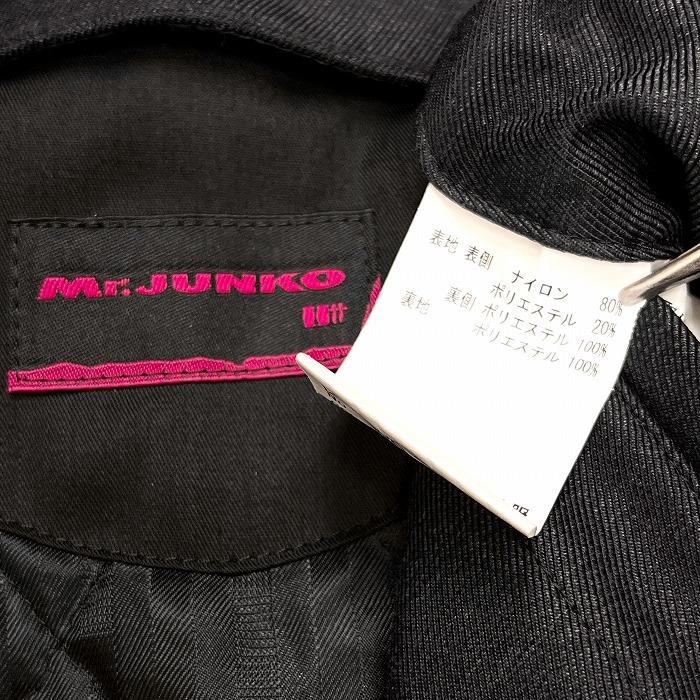 Mr.JUNKO
表地 表側 ナイロン 80%
ポリエステル 20%
裏側 ポリエステル 100%
裏地 ポリエステル 100%